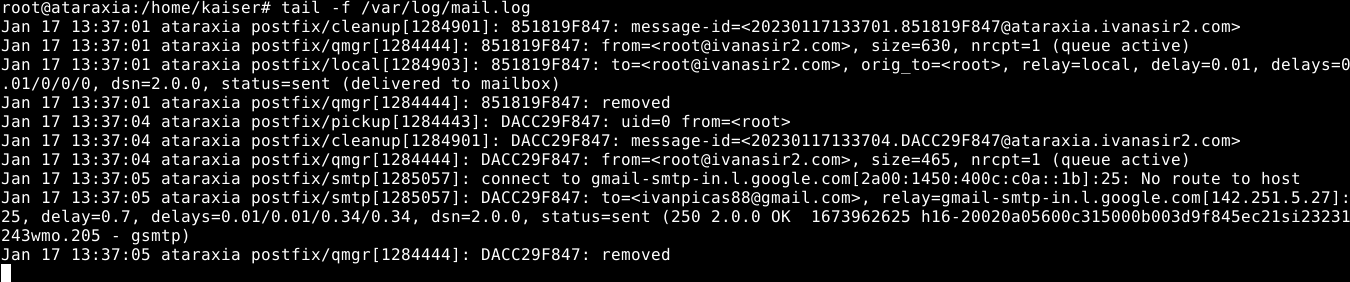 root@ataraxia:/home/kaiser# tail -f /var/log/mail.log
Jan 17 13:37:01 ataraxia postfix/cleanup[1284901]: 851819F847: message-id=<20230117133701.851819F847@ataraxia.ivanasir2.com>
Jan 17 13:37:01 ataraxia postfix/qmgr[1284444]: 851819F847: from=<root@ivanasir2.com>, size=630, nrcpt=1 (queue active)
Jan 17 13:37:01 ataraxia postfix/local[1284903]: 851819F847: to=<root@ivanasir2.com>, orig_to=<root>, relay=local, delay=0.01, delays=0
.01/0/0/0, dsn=2.0.0, status=sent (delivered to mailbox)
Jan 17 13:37:01 ataraxia postfix/qmgr[1284444]: 851819F847: removed
Jan 17 13:37:04 ataraxia postfix/pickup[1284443]: DACC29F847: uid=0 from=<root>
Jan 17 13:37:04 ataraxia postfix/cleanup[1284901]: DACC29F847: message-id=<20230117133704.DACC29F847@ataraxia.ivanasir2.com>
Jan 17 13:37:04 ataraxia postfix/qmgr[1284444]: DACC29F847: from=<root@ivanasir2.com>, size=465, nrcpt=1 (queue active)
Jan 17 13:37:05 ataraxia postfix/smtp[1285057]: connect to gmail-smtp-in.l.google.com[2a00:1450:400c:c0a::1b]:25: No route to host
Jan 17 13:37:05 ataraxia postfix/smtp[1285057]: DACC29F847: to=<ivanpicas88@gmail.com>, relay=gmail-smtp-in.l.google.com[142.251.5.27]:
25, delay=0.7, delays=0.01/0.01/0.34/0.34, dsn=2.0.0, status=sent (250 2.0.0 OK  1673962625 h16-20020a05600c315000b003d9f845ec21si23231
243wmo.205 - gsmtp)
Jan 17 13:37:05 ataraxia postfix/qmgr[1284444]: DACC29F847: removed